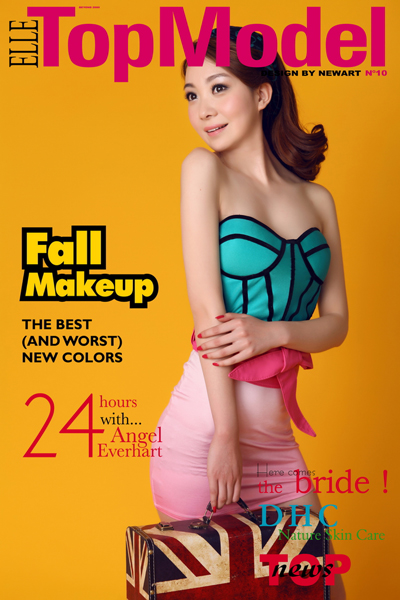 ELLE
TopModel
DESIGN BY NEWART Nº10
Fall
Makeup
THE BEST
(AND WORST)
NEW COLORS
24 hours
with...
Angel
Everhart
Here comes
the bride !
DHC
Nature Skin Care
TOP
news